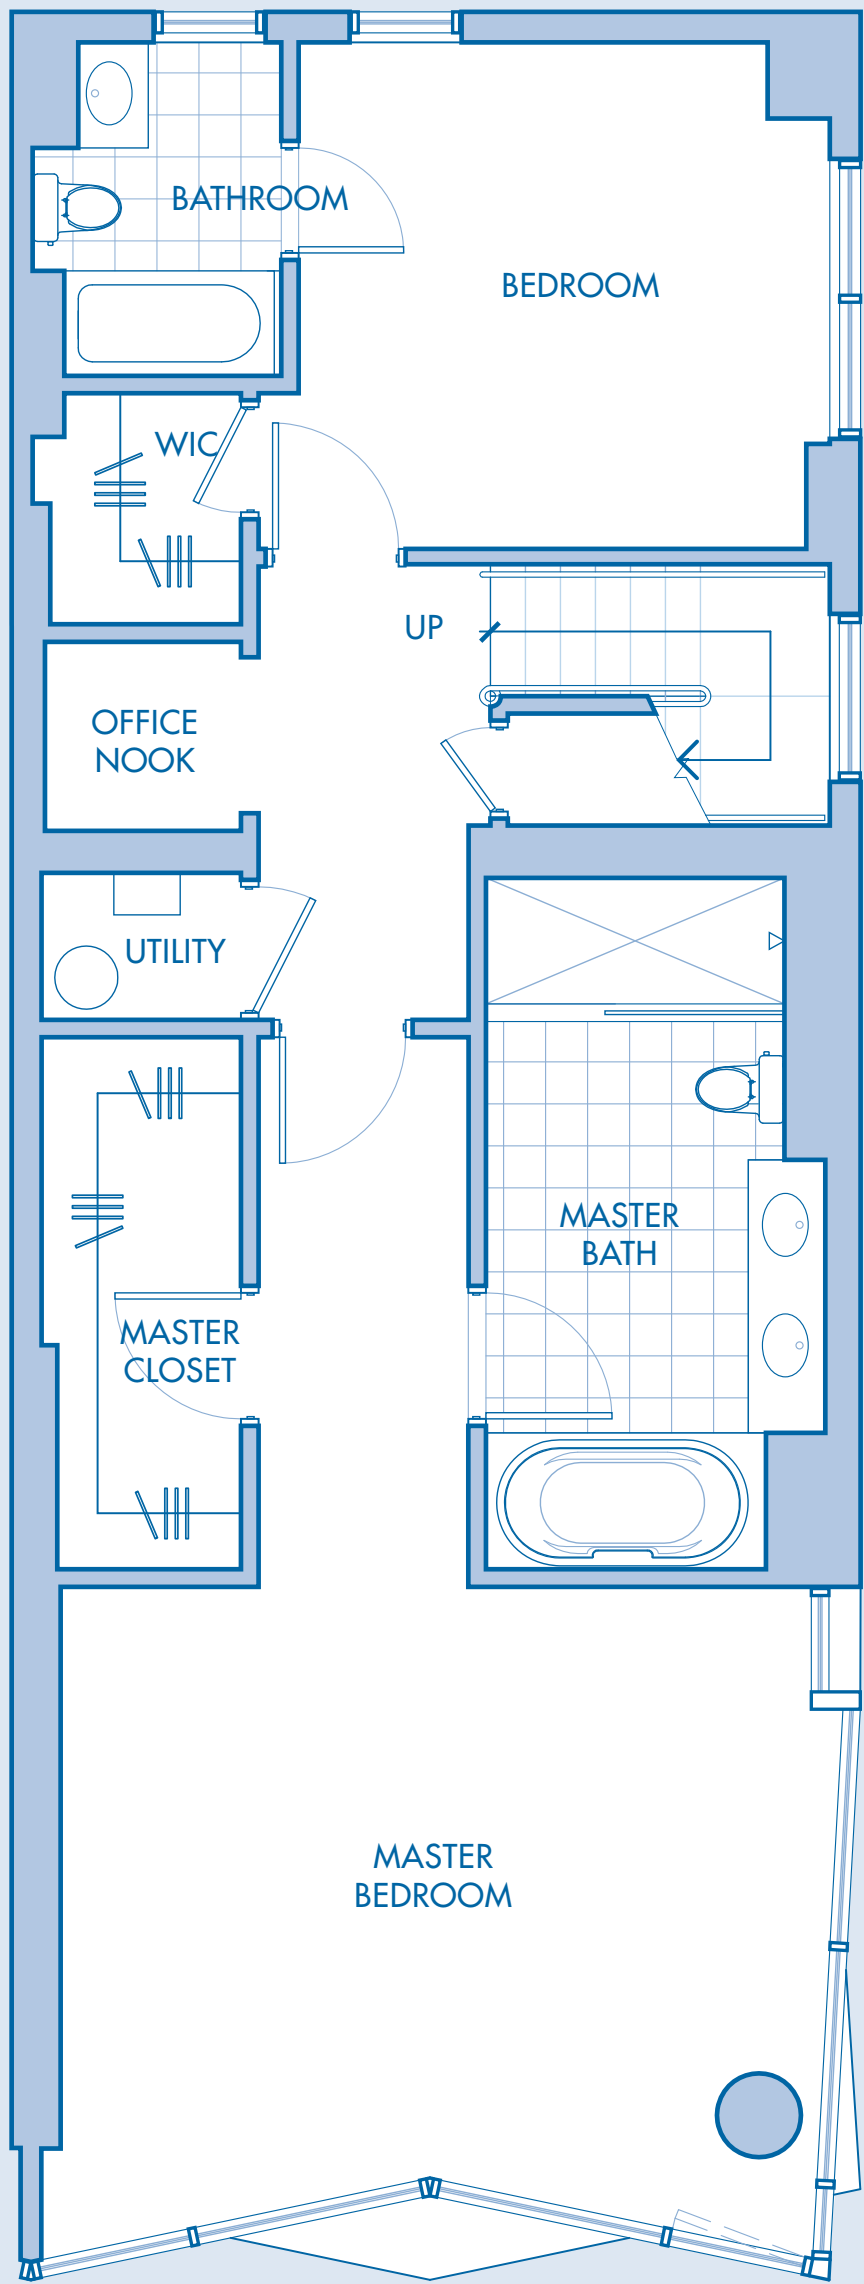 BATHROOM
BEDROOM
WIC
UP
OFFICE
NOOK
UTILITY
MASTER
BATH
MASTER
CLOSET
MASTER
BEDROOM